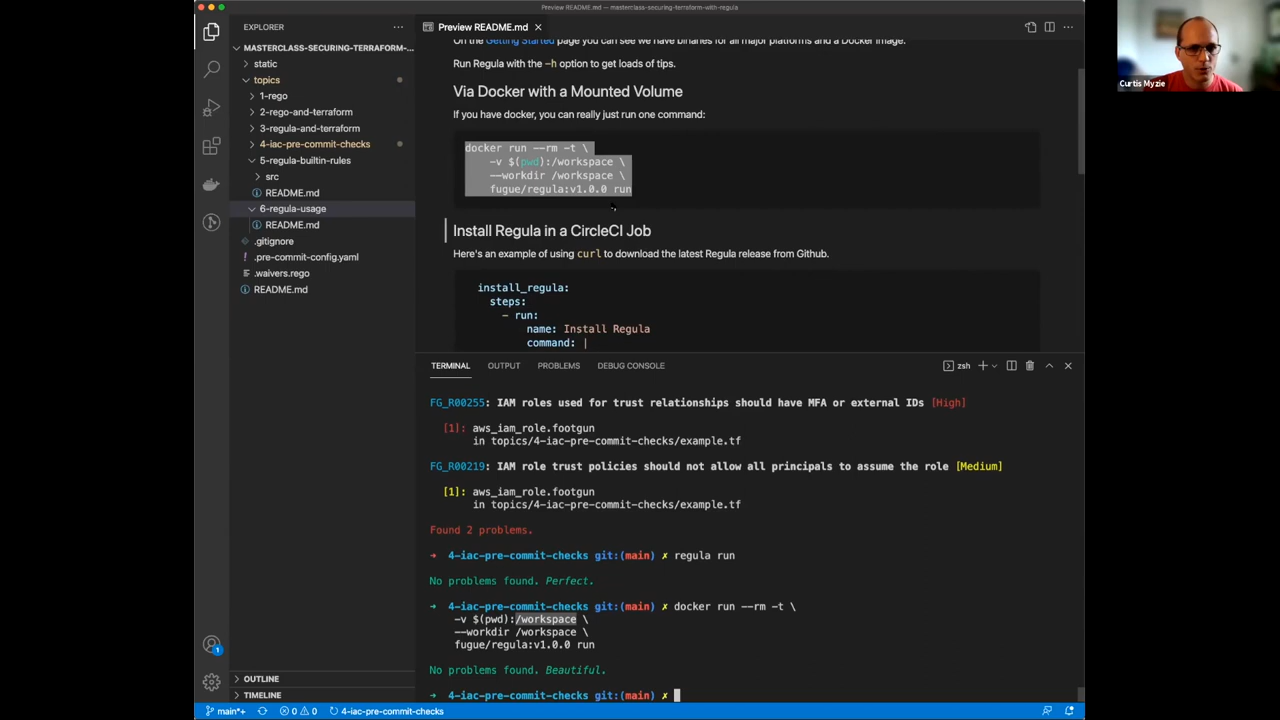 Preview README.md — masterclass-securing-terraform-with-regula
EXPLORER
Preview README.md
MASTERCLASS-SECURING-TERRAFORM-...
static
topics
1-rego
2-rego-and-terraform
3-regula-and-terraform
4-iac-pre-commit-checks
5-regula-builtin-rules
src
README.md
6-regula-usage
README.md
.gitignore
.pre-commit-config.yaml
.waivers.rego
README.md
OUTLINE
TIMELINE
On the Getting Started page you can see we have binaries for all major platforms and a Docker image.
Run Regula with the -h option to get loads of tips.
Via Docker with a Mounted Volume
If you have docker, you can really just run one command:
docker run --rm -t \
-v $(pwd):/workspace \
--workdir /workspace \
fugue/regula:v1.0.0 run
Install Regula in a CircleCI Job
Here's an example of using curl to download the latest Regula release from Github.
install_regula:
steps:
- run:
name: Install Regula
command: |
TERMINAL OUTPUT PROBLEMS DEBUG CONSOLE
zsh
FG_R00255: IAM roles used for trust relationships should have MFA or external IDs [High]
[1]: aws_iam_role.footgun
in topics/4-iac-pre-commit-checks/example.tf
FG_R00219: IAM role trust policies should not allow all principals to assume the role [Medium]
[1]: aws_iam_role.footgun
in topics/4-iac-pre-commit-checks/example.tf
Found 2 problems.
➜ 4-iac-pre-commit-checks git:(main) ✗ regula run
No problems found. Perfect.
➜ 4-iac-pre-commit-checks git:(main) ✗ docker run --rm -t \
-v $(pwd):/workspace \
--workdir /workspace \
fugue/regula:v1.0.0 run
No problems found. Beautiful.
➜ 4-iac-pre-commit-checks git:(main) ✗
1
main*+ 0 0 4-iac-pre-commit-checks
Curtis Myzie